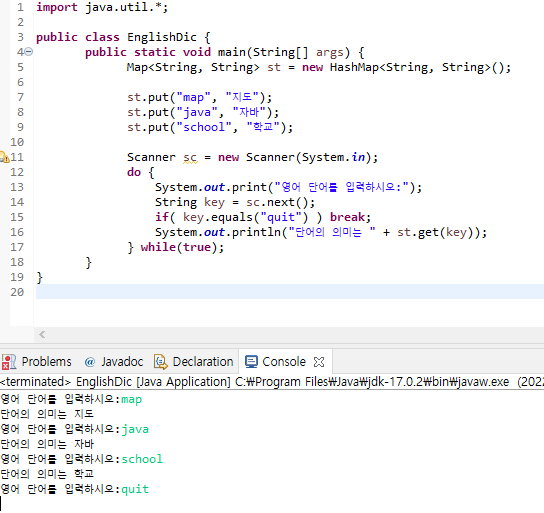 1 import java.util.*;
2
3 public class EnglishDic {
4 public static void main(String[] args) {
5 Map<String, String> st = new HashMap<String, String>();
6
7 st.put("map", "지도");
8 st.put("java", "자바");
9 st.put("school", "학교");
10
11 Scanner sc = new Scanner(System.in);
12 do {
13 System.out.print("영어 단어를 입력하시오:");
14 String key = sc.next();
15 if( key.equals("quit") ) break;
16 System.out.println("단어의 의미는 " + st.get(key));
17 } while(true);
18 }
19 }
20
Problems @ Javadoc Declaration Console
<terminated> EnglishDic [Java Application] C:₩Program Files₩Java₩jdk-17.0.2₩bin₩javaw.exe (202
영어 단어를 입력하시오:map
단어의 의미는 지도
영어 단어를 입력하시오:java
단어의 의미는 자바
영어 단어를 입력하시오:school
단어의 의미는 학교
영어 단어를 입력하시오:quit